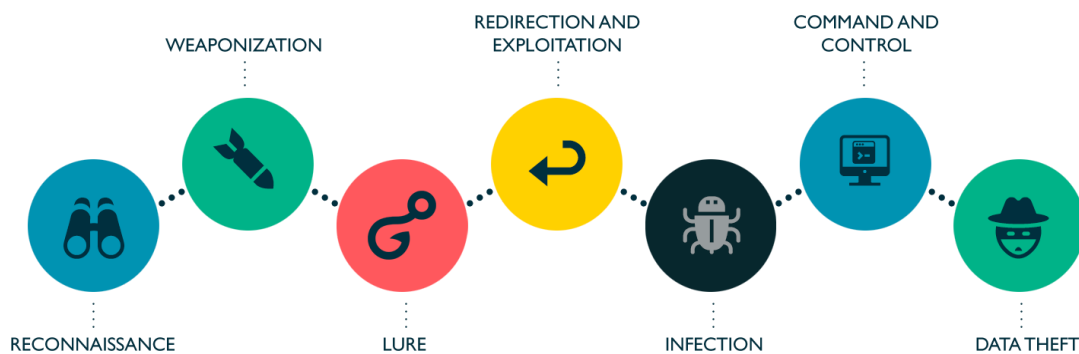 RECONNAISSANCE
WEAPONIZATION
LURE
REDIRECTION AND
EXPLOITATION
INFECTION
COMMAND AND
CONTROL
DATA THEFT